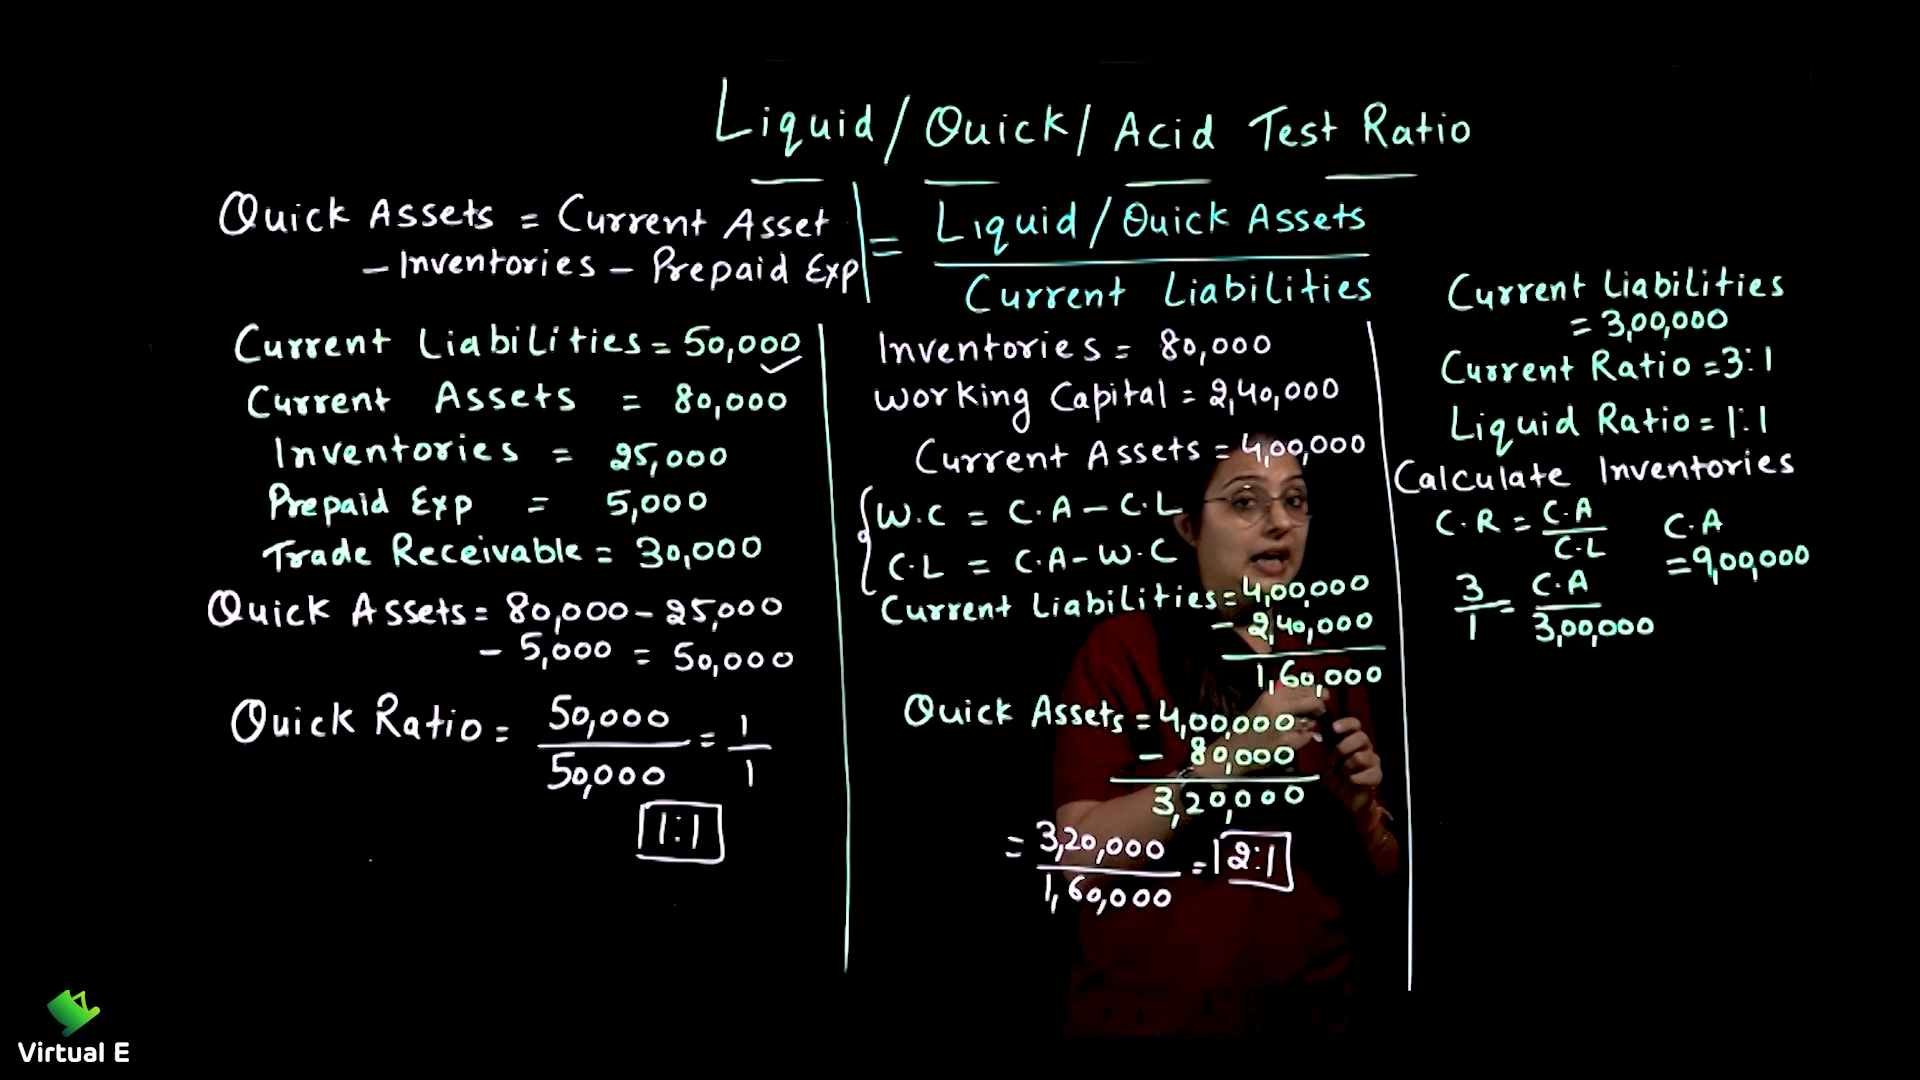 Liquid/Quick/Acid Test Ratio
Quick Assets = Current Asset
- Inventories - Prepaid Exp
= Liquid/Quick Assets
Current Liabilities
Current Liabilities = 50,000
Current Assets = 80,000
Inventories = 25,000
Prepaid Exp = 5,000
Trade Receivable = 30,000
Quick Assets = 80,000 - 25,000
- 5,000 = 50,000
Quick Ratio = 50,000 = 1
50,000 1
1:1
Inventories = 80,000
Working Capital = 2,40,000
Current Assets = 4,00,000
W.C = C.A - C.L
C.L = C.A - W.C
Current Liabilities = 4,00,000
- 2,40,000
1,60,000
Quick Assets = 4,00,000
- 80,000
3,20,000
= 3,20,000 = 2:1
1,60,000
Current Liabilities
= 3,00,000
Current Ratio = 3:1
Liquid Ratio = 1:1
Calculate Inventories
C.R = C.A C.A
C.L = 9,00,000
3 = C.A
1 3,00,000
Virtual E